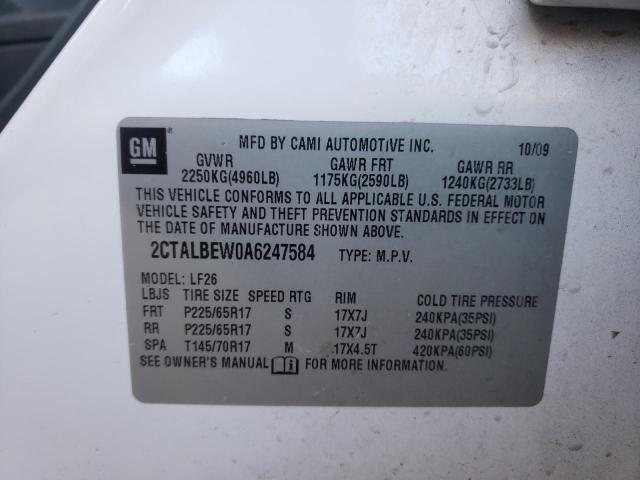 GM ® MFD BY CAMI AUTOMOTIVE INC. 10/09
GVWR GAWR FRT GAWR RR
2250KG(4960LB) 1175KG(2590LB) 1240KG(2733LB)
THIS VEHICLE CONFORMS TO ALL APPLICABLE U.S. FEDERAL MOTOR
VEHICLE SAFETY AND THEFT PREVENTION STANDARDS IN EFFECT ON
THE DATE OF MANUFACTURE SHOWN ABOVE.
2CTALBEW0A6247584 TYPE: M.P.V.
MODEL: LF26
LBJS TIRE SIZE SPEED RTG RIM COLD TIRE PRESSURE
FRT P225/65R17 S 17X7J 240KPA(35PSI)
RR P225/65R17 S 17X7J 240KPA(35PSI)
SPA T145/70R17 M 17X4.5T 420KPA(60PSI)
SEE OWNER'S MANUAL FOR MORE INFORMATION.